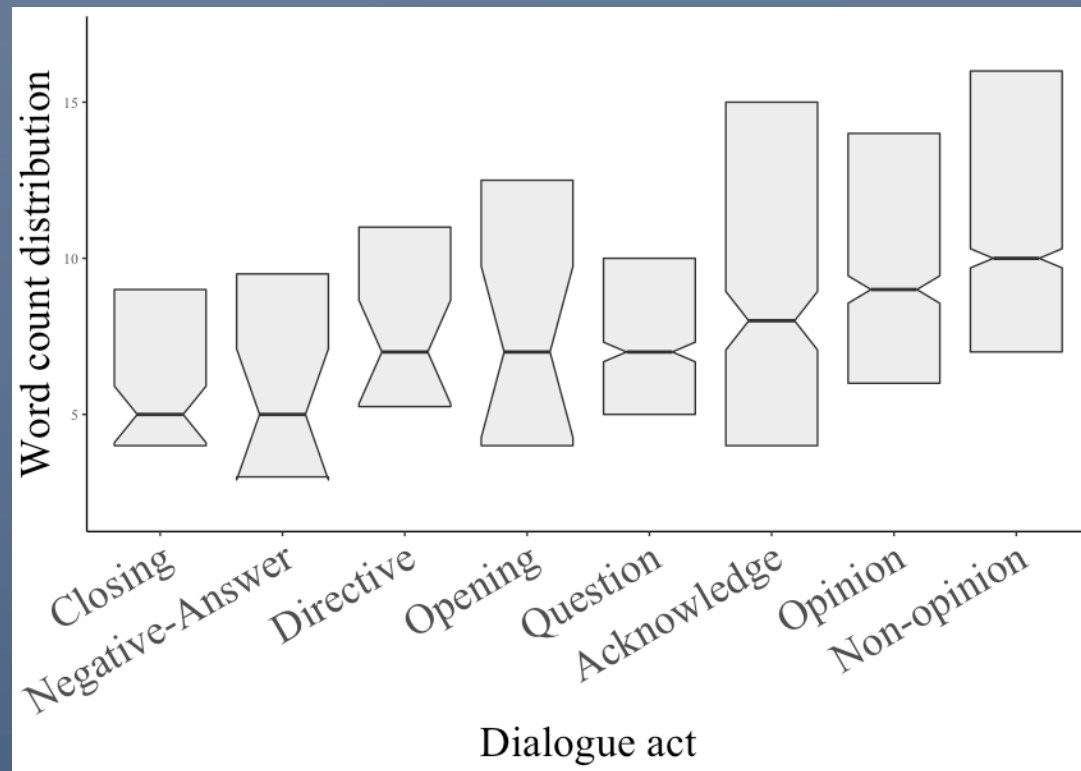 Word count distribution
15
10
5
Closing
Negative-Answer
Directive
Opening
Question
Acknowledge
Opinion
Non-opinion
Dialogue act